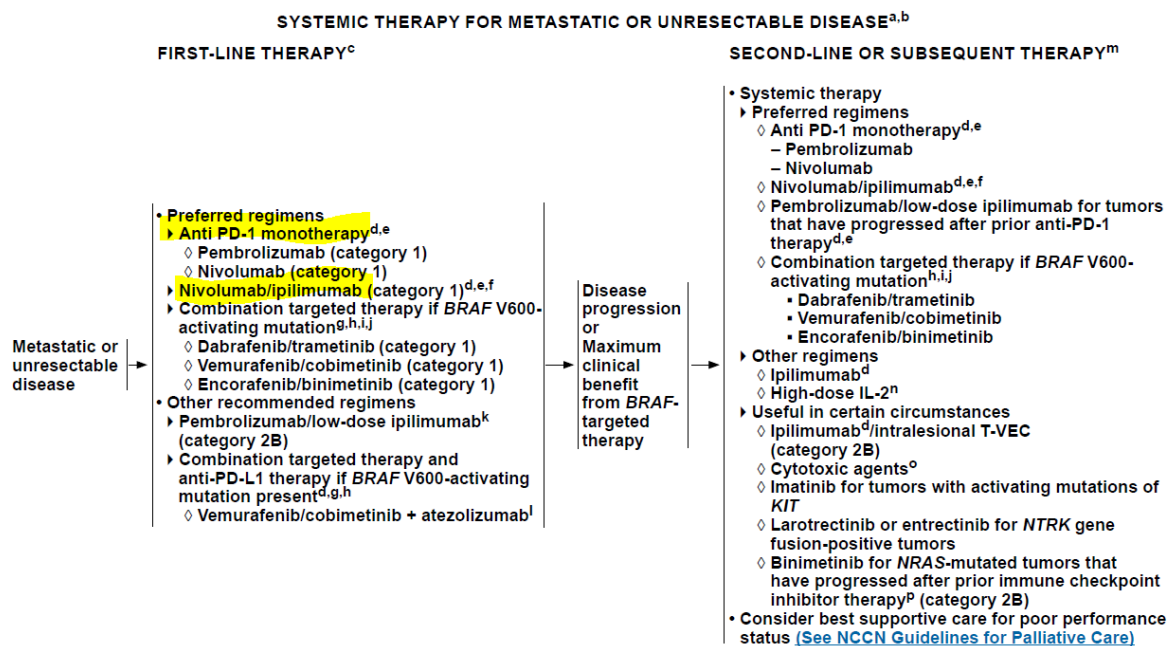 SYSTEMIC THERAPY FOR METASTATIC OR UNRESECTABLE DISEASEa,b
FIRST-LINE THERAPYc
Metastatic or
unresectable
disease
• Preferred regimens
▸ Anti PD-1 monotherapyd,e
◊ Pembrolizumab (category 1)
◊ Nivolumab (category 1)
▸ Nivolumab/ipilimumab (category 1)d,e,f
▸ Combination targeted therapy if BRAF V600-
activating mutationg,h,i,j
◊ Dabrafenib/trametinib (category 1)
◊ Vemurafenib/cobimetinib (category 1)
◊ Encorafenib/binimetinib (category 1)
• Other recommended regimens
▸ Pembrolizumab/low-dose ipilimumabk
(category 2B)
▸ Combination targeted therapy and
anti-PD-L1 therapy if BRAF V600-activating
mutation presentd,g,h
◊ Vemurafenib/cobimetinib + atezolizumabl
Disease
progression
or
Maximum
clinical
benefit
from BRAF-
targeted
therapy
SECOND-LINE OR SUBSEQUENT THERAPYm
• Systemic therapy
▸ Preferred regimens
◊ Anti PD-1 monotherapyd,e
– Pembrolizumab
– Nivolumab
◊ Nivolumab/ipilimumabd,e,f
◊ Pembrolizumab/low-dose ipilimumab for tumors
that have progressed after prior anti-PD-1
therapyd,e
◊ Combination targeted therapy if BRAF V600-
activating mutationh,i,j
▪ Dabrafenib/trametinib
▪ Vemurafenib/cobimetinib
▪ Encorafenib/binimetinib
▸ Other regimens
◊ Ipilimumabd
◊ High-dose IL-2n
▸ Useful in certain circumstances
◊ Ipilimumabd/intralesional T-VEC
(category 2B)
◊ Cytotoxic agentso
◊ Imatinib for tumors with activating mutations of
KIT
◊ Larotrectinib or entrectinib for NTRK gene
fusion-positive tumors
◊ Binimetinib for NRAS-mutated tumors that
have progressed after prior immune checkpoint
inhibitor therapyp (category 2B)
• Consider best supportive care for poor performance
status (See NCCN Guidelines for Palliative Care)